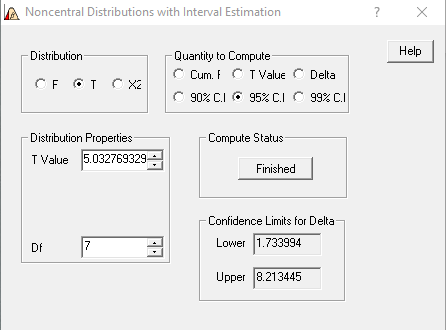 Noncentral Distributions with Interval Estimation
?
Help
Distribution
F
T
X2
Quantity to Compute
Cum. F
T Value
Delta
90% C.I
95% C.I
99% C.I
Distribution Properties
T Value 5.032769329
Df 7
Compute Status
Finished
Confidence Limits for Delta
Lower 1.733994
Upper 8.213445